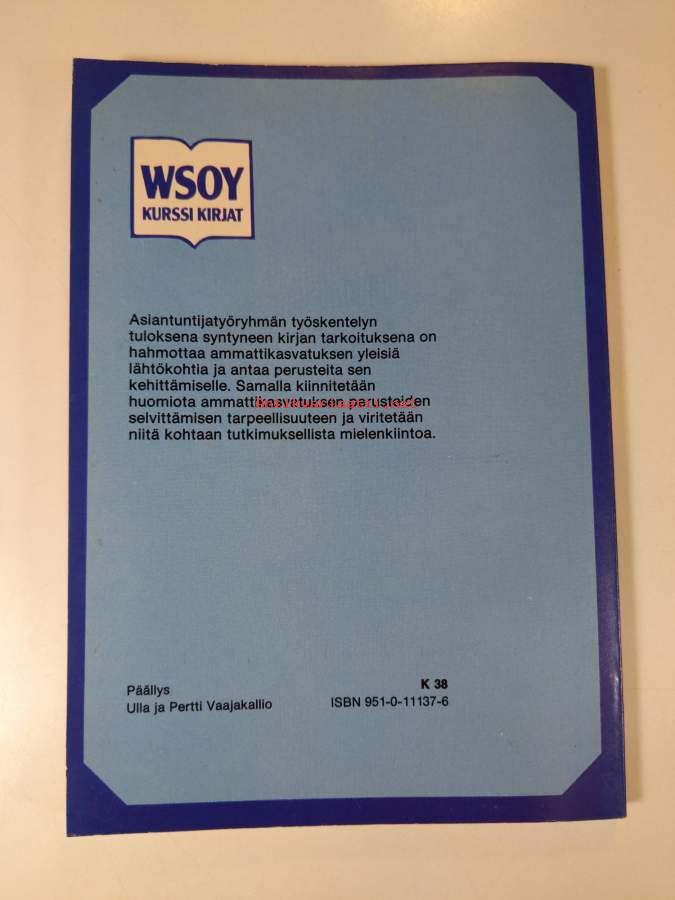 WSOY
KURSSI KIRJAT
Asiantuntijatyöryhmän työskentelyn
tuloksena syntyneen kirjan tarkoituksena on
hahmottaa ammattikasvatuksen yleisiä
lähtökohtia ja antaa perusteita sen
kehittämiselle. Samalla kiinnitetään
huomiota ammattikasvatuksen perusteiden
selvittämisen tarpeellisuuteen ja viritetään
niitä kohtaan tutkimuksellista mielenkiintoa.
Päällys
Ulla ja Pertti Vaajakallio
K 38
ISBN 951-0-11137-6